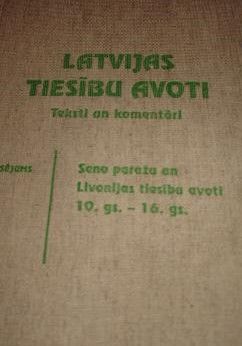 LATVIJAS
TIESĪBU AVOTI
Teksti un komentāri
sējums
Seno paražu un
Livonijas tiesību avoti
10. gs. - 16. gs.